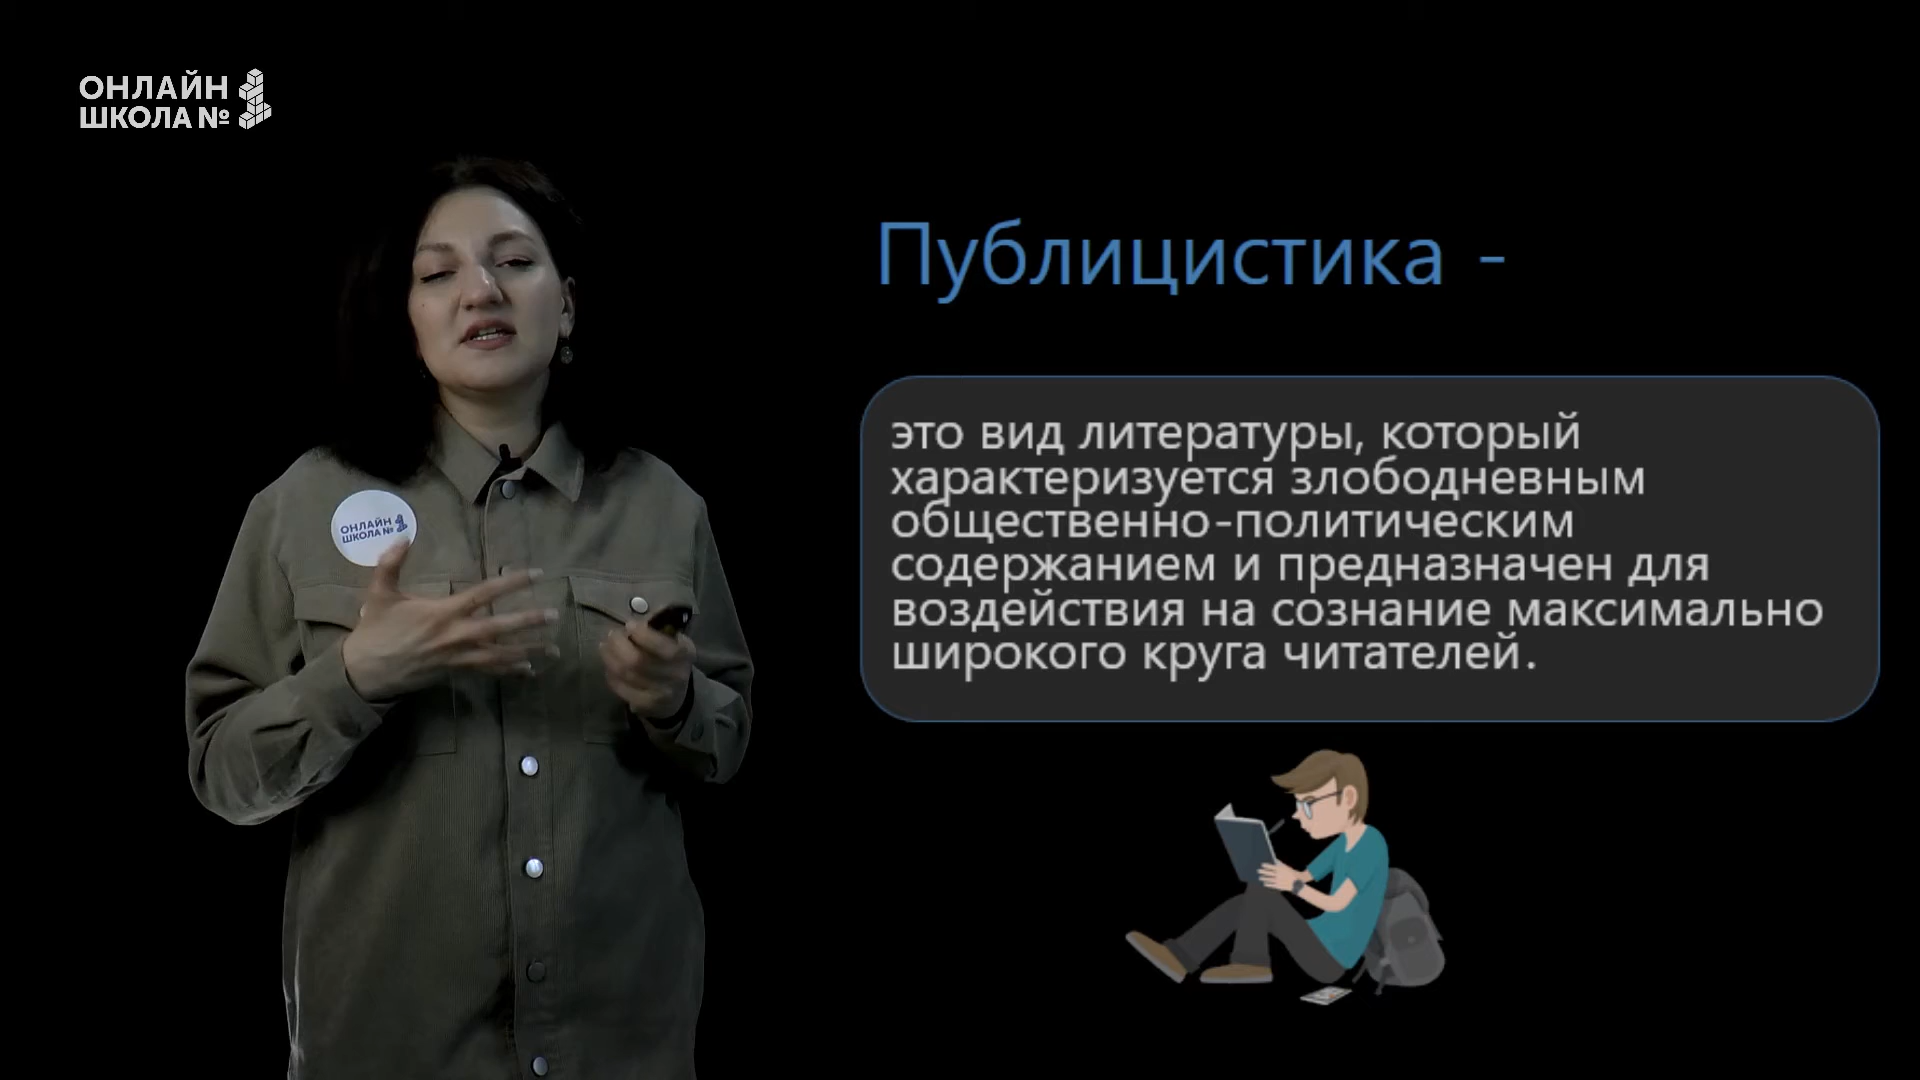 ОНЛАЙН
ШКОЛА №
Публицистика -
это вид литературы, который
характеризуется злободневным
общественно-политическим
содержанием и предназначен для
воздействия на сознание максимально
широкого круга читателей.
ОНЛАЙН
ШКОЛА №